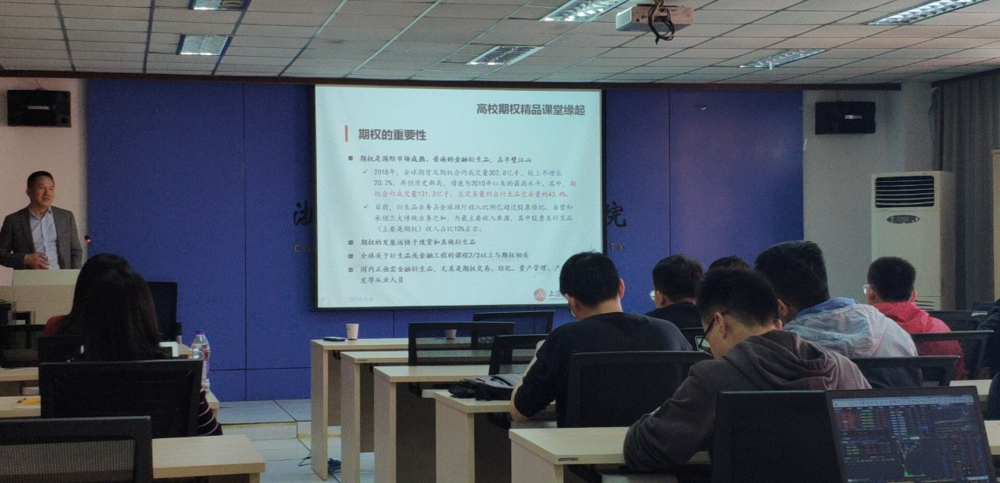 高校期权精品课堂缘起
期权的重要性
期权是国际市场成熟、普遍的金融衍生品,占半壁江山
2018年,全球期货及期权合约成交量302.8亿手,较上年增长
20.2%,再创历史新高,增速为2010年以来的最高水平。其中,期
权合约成交量131.3亿手,总交易量约占衍生品交易量的43.4%。
目前,衍生品业务占全球投行收入比例已超过股票经纪、自营和
承销三大传统业务之和,为最主要收入来源,其中股票类衍生品
(主要是期权)收入占比10%左右。
期权的发展远快于现货和其他衍生品
全球关于衍生品或金融工程的课程2/3以上与期权相关
国内正亟需金融衍生品,尤其是期权交易、经纪、资产管理、产
发等从业人员
上海
浙
院
CO
TY